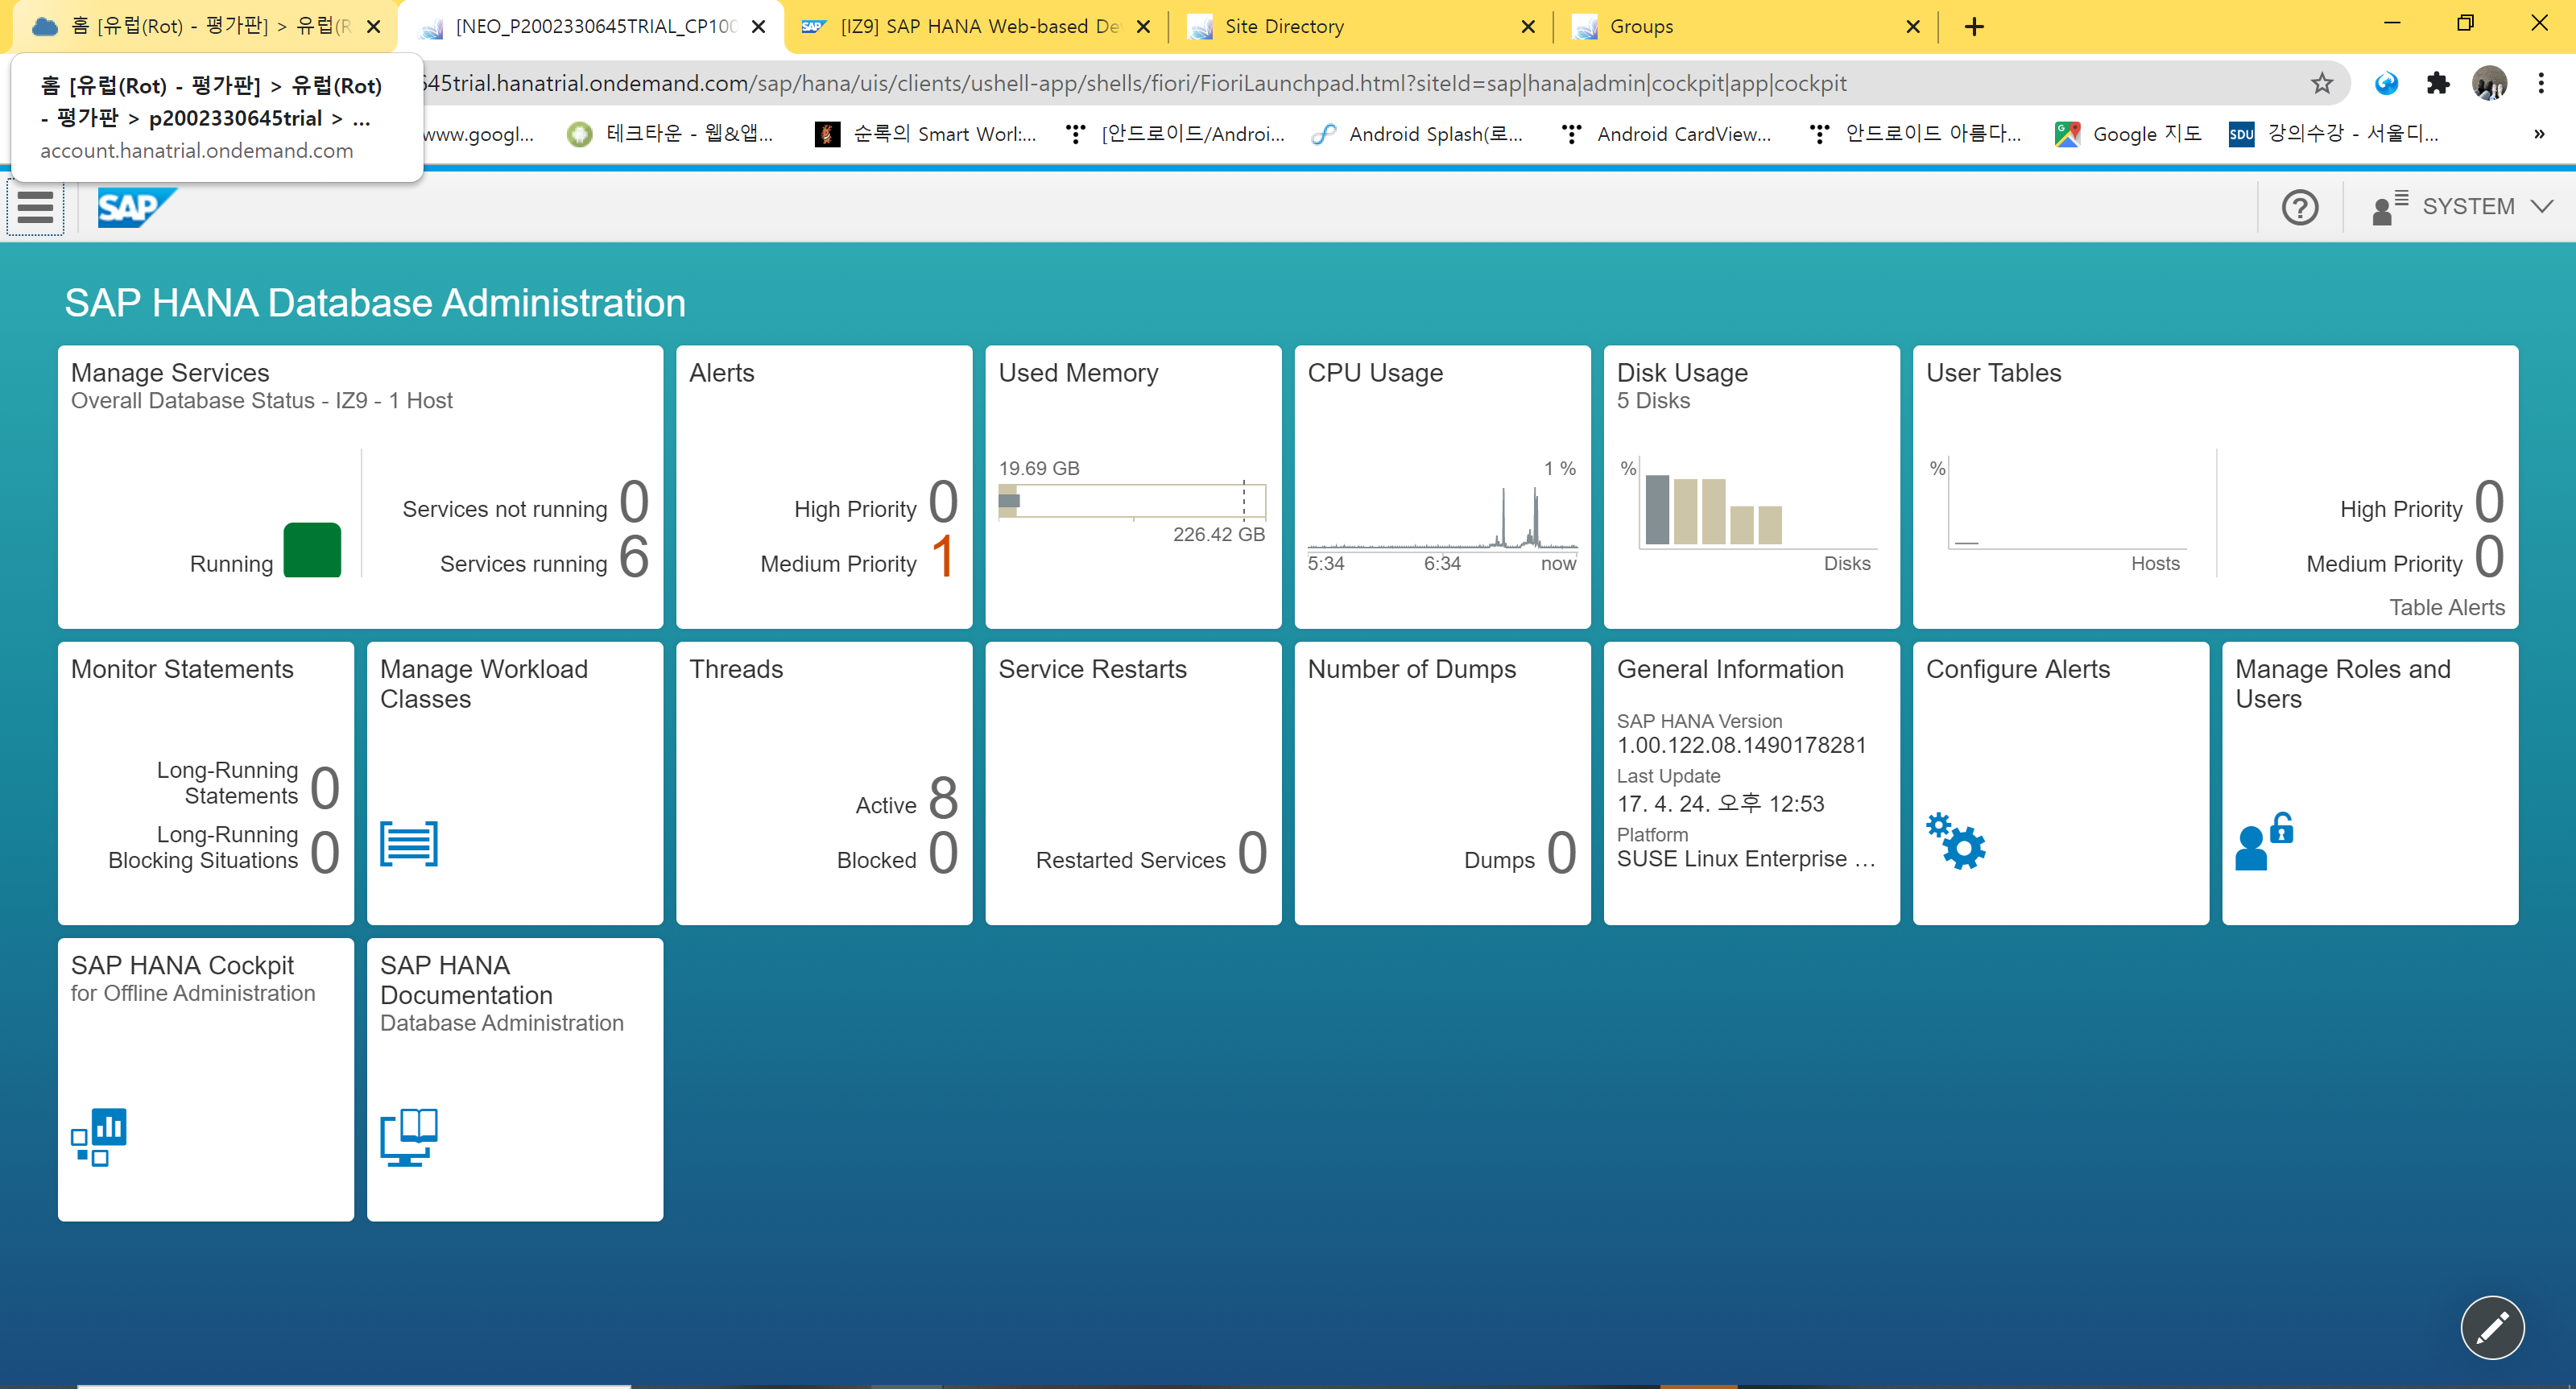 홈 [유럽(Rot) - 평가판] > 유럽(R
[NEO_P2002330645TRIAL_CP100
SAP
[IZ9] SAP HANA Web-based De
Site Directory
Groups
홈 [유럽(Rot) - 평가판] > 유럽(Rot)
- 평가판 > p2002330645trial > ...
account.hanatrial.ondemand.com
645trial.hanatrial.ondemand.com/sap/hana/uis/clients/ushell-app/shells/fiori/FioriLaunchpad.html?siteId=sap|hana|admin|cockpit|app|cockpit
www.googl...
테크타운 - 웹&앱...
순록의 Smart Worl:...
[안드로이드/Androi...
Android Splash(로...
Android CardView...
안드로이드 아름다...
Google 지도
SDU
강의수강 - 서울디...
»
SAP
SYSTEM
SAP HANA Database Administration
Manage Services
Overall Database Status - IZ9 - 1 Host
Services not running 0
Running
Services running 6
Alerts
High Priority 0
Medium Priority 1
Used Memory
19.69 GB
226.42 GB
CPU Usage
1 %
5:34
6:34
now
Disk Usage
5 Disks
%
Disks
User Tables
%
Hosts
High Priority 0
Medium Priority 0
Table Alerts
Monitor Statements
Long-Running
Statements 0
Long-Running
Blocking Situations 0
Manage Workload
Classes
Threads
Active 8
Blocked 0
Service Restarts
Restarted Services 0
Number of Dumps
Dumps 0
General Information
SAP HANA Version
1.00.122.08.1490178281
Last Update
17. 4. 24. 오후 12:53
Platform
SUSE Linux Enterprise ...
Configure Alerts
Manage Roles and
Users
SAP HANA Cockpit
for Offline Administration
SAP HANA
Documentation
Database Administration